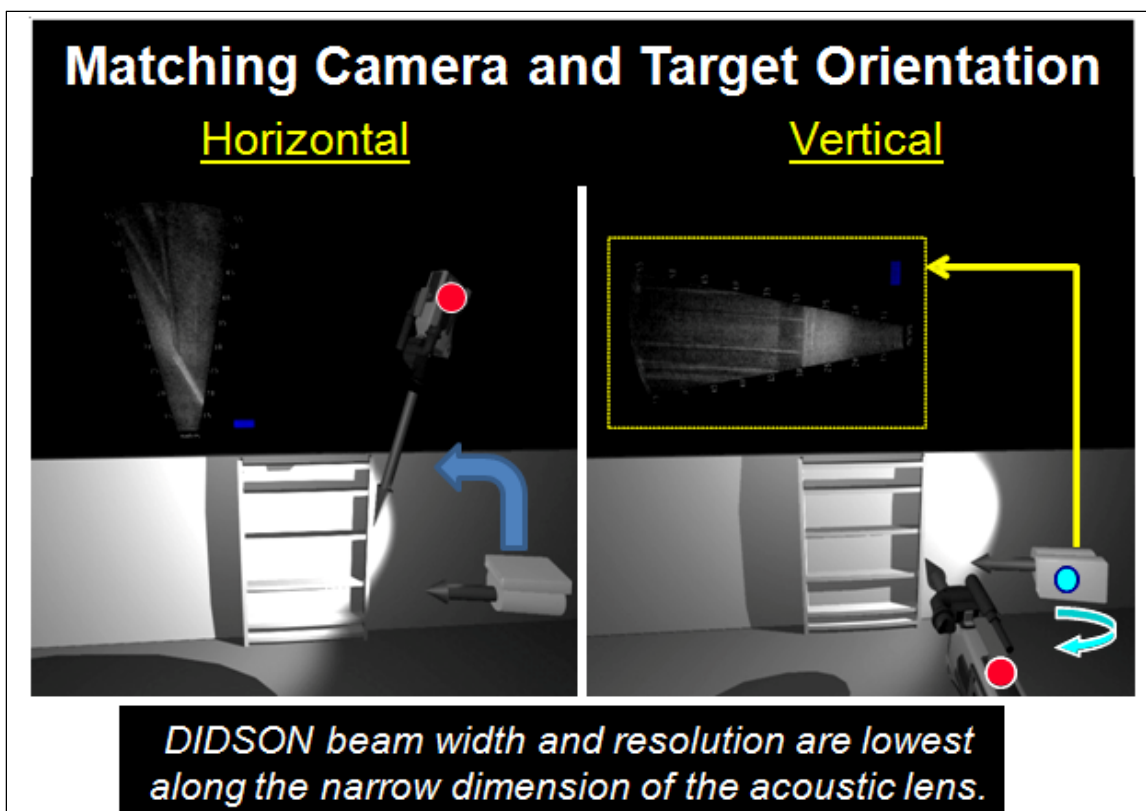 Matching Camera and Target Orientation
Horizontal
Vertical
DIDSON beam width and resolution are lowest
along the narrow dimension of the acoustic lens.